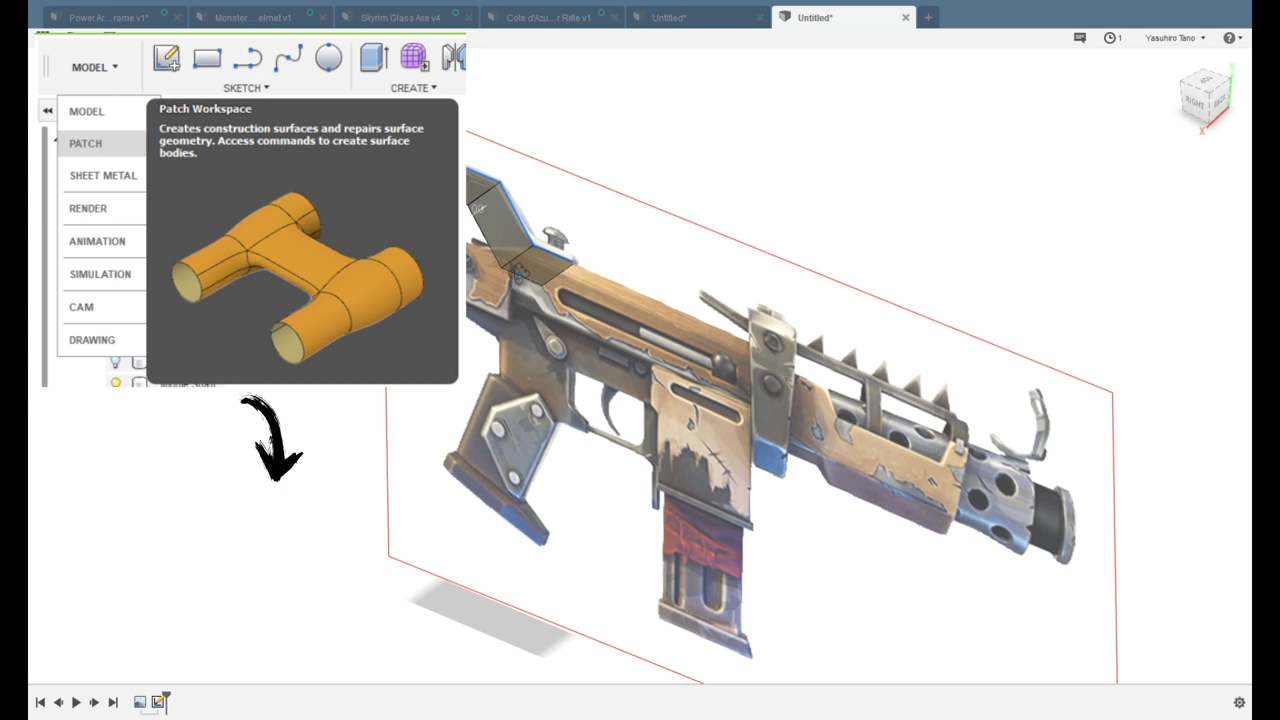 Power Ar...rame v1*
Monster ...elmet v1
Skyrim Glass Axe v4
Cote d'Azu...r Rifle v1
Untitled*
Untitled*
1
Yasuhiro Tano
MODEL
SKETCH
CREATE
MODEL
PATCH
SHEET METAL
RENDER
ANIMATION
SIMULATION
CAM
DRAWING
Patch Workspace
Creates construction surfaces and repairs surface
geometry. Access commands to create surface
bodies.
RIGHT
BACK
Y
X